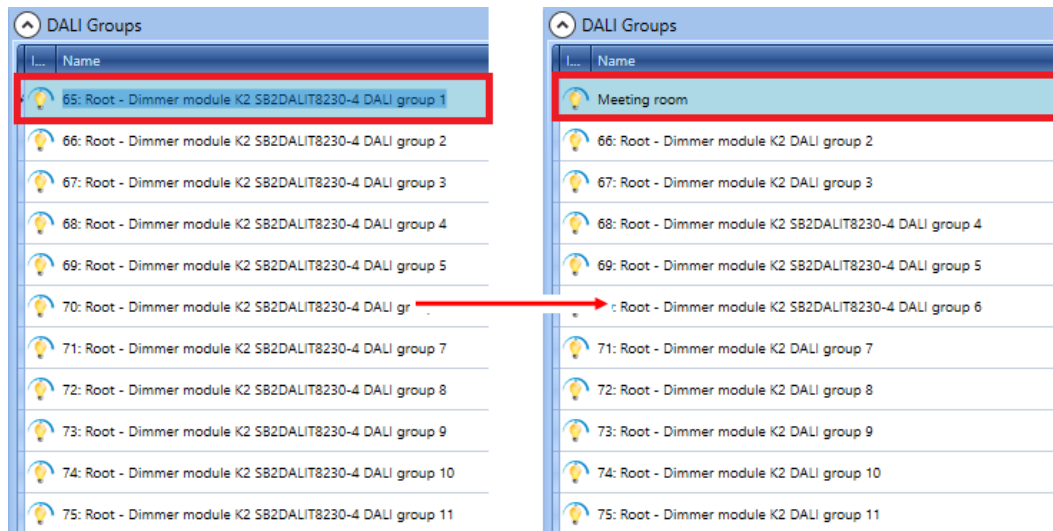 DALI Groups
I... Name
65: Root - Dimmer module K2 SB2DALIT8230-4 DALI group 1
66: Root - Dimmer module K2 SB2DALIT8230-4 DALI group 2
67: Root - Dimmer module K2 SB2DALIT8230-4 DALI group 3
68: Root - Dimmer module K2 SB2DALIT8230-4 DALI group 4
69: Root - Dimmer module K2 SB2DALIT8230-4 DALI group 5
70: Root - Dimmer module K2 SB2DALIT8230-4 DALI
71: Root - Dimmer module K2 SB2DALIT8230-4 DALI group 7
72: Root - Dimmer module K2 SB2DALIT8230-4 DALI group 8
73: Root - Dimmer module K2 SB2DALIT8230-4 DALI group 9
74: Root - Dimmer module K2 SB2DALIT8230-4 DALI group 10
75: Root - Dimmer module K2 SB2DALIT8230-4 DALI group 11
DALI Groups
I... Name
Meeting room
66: Root - Dimmer module K2 DALI group 2
67: Root - Dimmer module K2 DALI group 3
68: Root - Dimmer module K2 SB2DALIT8230-4 DALI group 4
69: Root - Dimmer module K2 SB2DALIT8230-4 DALI group 5
Root - Dimmer module K2 SB2DALIT8230-4 DALI group 6
71: Root - Dimmer module K2 DALI group 7
72: Root - Dimmer module K2 DALI group 8
73: Root - Dimmer module K2 DALI group 9
74: Root - Dimmer module K2 DALI group 10
75: Root - Dimmer module K2 DALI group 11